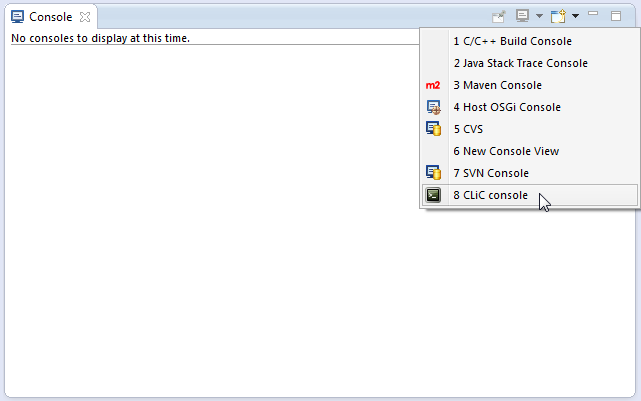 Console
No consoles to display at this time.
1 C/C++ Build Console
2 Java Stack Trace Console
m2 3 Maven Console
4 Host OSGi Console
5 CVS
6 New Console View
7 SVN Console
8 CLiC console